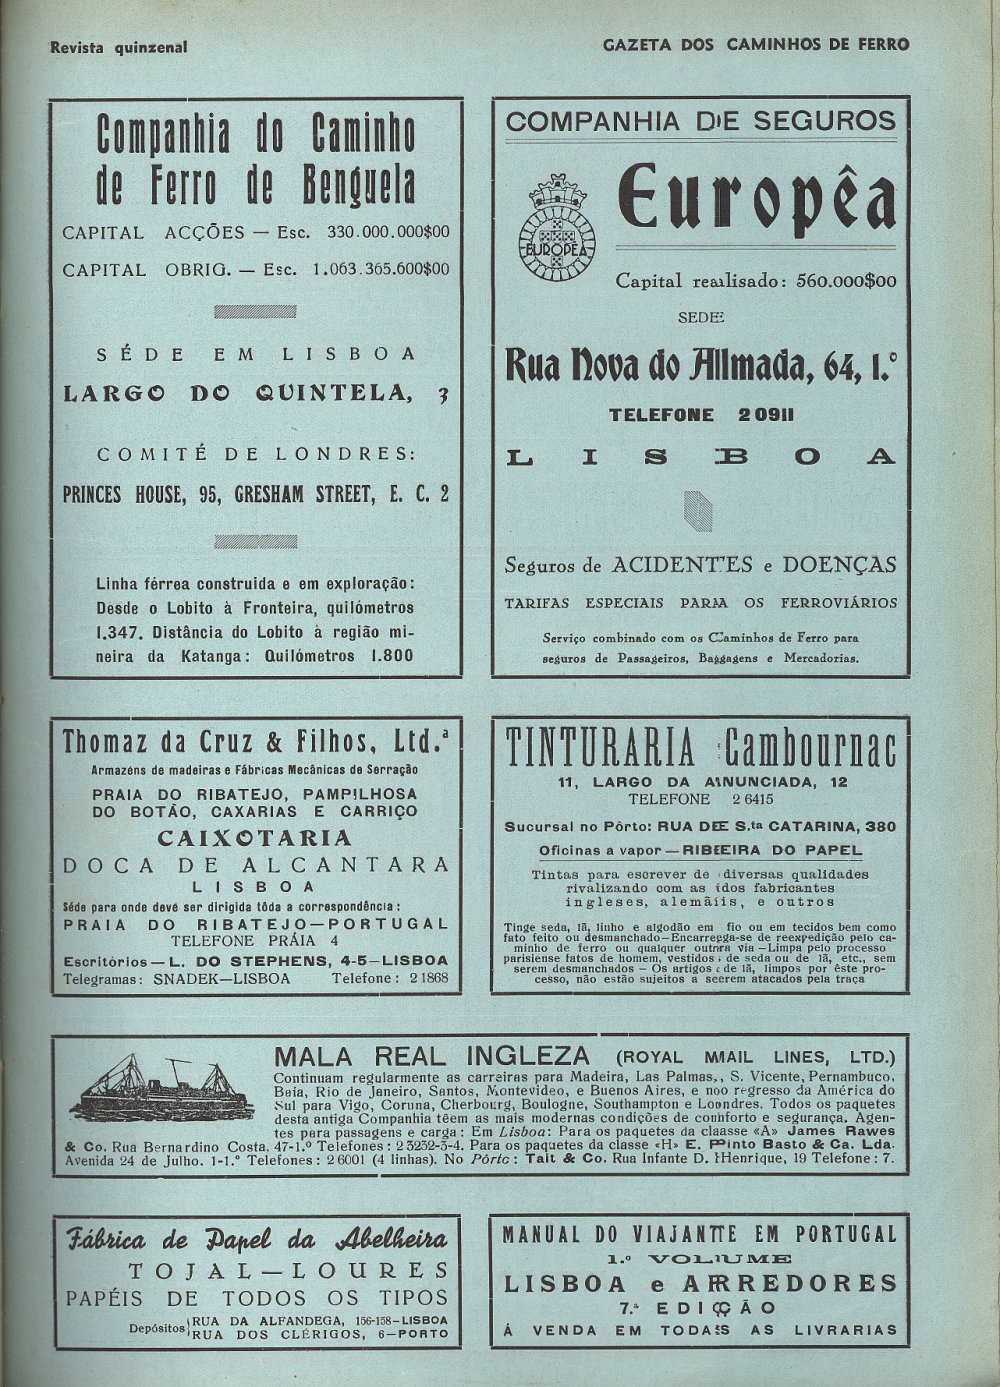 Revista quinzenal
GAZETA DOS CAMINHOS DE FERRO
Companhia do Caminho
de Ferro de Benguela
CAPITAL ACÇÕES — Esc. 330.000.000$00
CAPITAL OBRIG. — Esc. 1.063.365.600$00
SÉDE EM LISBOA
LARGO DO QUINTELA, 3
COMITÉ DE LONDRES:
PRINCES HOUSE, 95, GRESHAM STREET, E. C. 2
Linha férrea construida e em exploração:
Desde o Lobito à Fronteira, quilómetros
1.347. Distância do Lobito à região mi-
neira da Katanga: Quilómetros 1.800
COMPANHIA DE SEGUROS
Européa
EUROPÊA
Capital realisado: 560.000$00
SEDE
Rua Nova do Allmada, 64, 1.º
TELEFONE 2 0911
LISBOA
Seguros de ACIDENTES e DOENÇAS
TARIFAS ESPECIAIS PARA OS FERROVIÁRIOS
Serviço combinado com os Caminhos de Ferro para
seguros de Passageiros, Bagagens e Mercadorias.
Thomaz da Cruz & Filhos, Ltd.ª
Armazéns de madeiras e Fábricas Mecânicas de Serração
PRAIA DO RIBATEJO, PAMPILHOSA
DO BOTÃO, CAXARIAS E CARRIÇO
CAIXOTARIA
DOCA DE ALCANTARA
LISBOA
Séde para onde deve ser dirigida tôda a correspondência:
PRAIA DO RIBATEJO—PORTUGAL
TELEFONE PRÁIA 4
Escritórios — L. DO STEPHENS, 4-5—LISBOA
Telegramas: SNADEK—LISBOA Telefone: 2 1868
TINTURARIA Cambournac
11, LARGO DA ANUNCIADA, 12
TELEFONE 2 6415
Sucursal no Pôrto: RUA DE S.ta CATARINA, 380
Oficinas a vapor — RIBEIRA DO PAPEL
Tintas para escrever de diversas qualidades
rivalizando com as dos fabricantes
ingleses, alemãis, e outros
Tinge seda, lã, linho e algodão em fio ou em tecidos bem como
fato feito ou desmanchado—Encarrega-se de reexpedição pelo ca-
minho de ferro ou qualquer outra via —Limpa pelo processo
parisiense fatos de homem, vestidos de seda ou de lã, etc., sem
serem desmanchados — Os artigos de lã, limpos por êste pro-
cesso, não estão sujeitos a serem atacados pela traça
MALA REAL INGLEZA (ROYAL MAIL LINES, LTD.)
Continuam regularmente as carreiras para Madeira, Las Palmas,, S. Vicente, Pernambuco,
Baía, Rio de Janeiro, Santos, Montevideo, e Buenos Aires, e no regresso da América do
Sul para Vigo, Coruna, Cherbourg, Boulogne, Southampton e Londres. Todos os paquetes
desta antiga Companhia têem as mais modernas condições de conforto e segurança. Agen-
tes para passagens e carga: Em Lisboa: Para os paquetes da classe «A» James Rawes
& Co. Rua Bernardino Costa, 47-1.º Telefones: 2 3232-3-4. Para os paquetes da classe «H» E. Pinto Basto & Ca. Lda.
Avenida 24 de Julho, 1-1.º Telefones: 2 6001 (4 linhas). No Pôrto: Tait & Co. Rua Infante D. Henrique, 19 Telefone: 7.
Fábrica de Papel da Abelheira
TOJAL—LOURES
PAPÉIS DE TODOS OS TIPOS
Depósitos RUA DA ALFANDEGA, 156-158—LISBOA
RUA DOS CLÉRIGOS, 6—PORTO
MANUAL DO VIAJANTE EM PORTUGAL
1.º VOLUME
LISBOA e ARREDORES
7.ª EDIÇÃO
Á VENDA EM TODAS AS LIVRARIAS